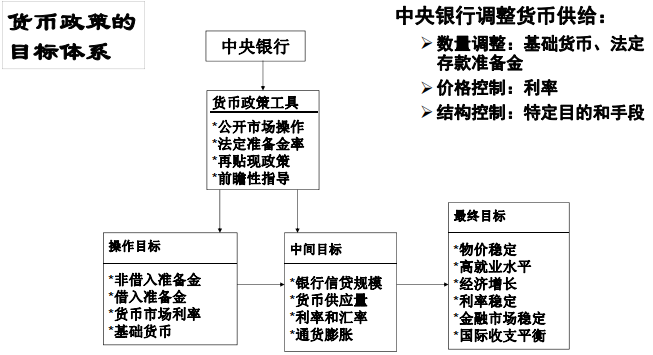 货币政策的
目标体系
中央银行调整货币供给：
➢数量调整：基础货币、法定
存款准备金
➢价格控制：利率
➢结构控制：特定目的和手段
中央银行
货币政策工具
*公开市场操作
*法定准备金率
*再贴现政策
*前瞻性指导
操作目标
*非借入准备金
*借入准备金
*货币市场利率
*基础货币
中间目标
*银行信贷规模
*货币供应量
*利率和汇率
*通货膨胀
最终目标
*物价稳定
*高就业水平
*经济增长
*利率稳定
*金融市场稳定
*国际收支平衡